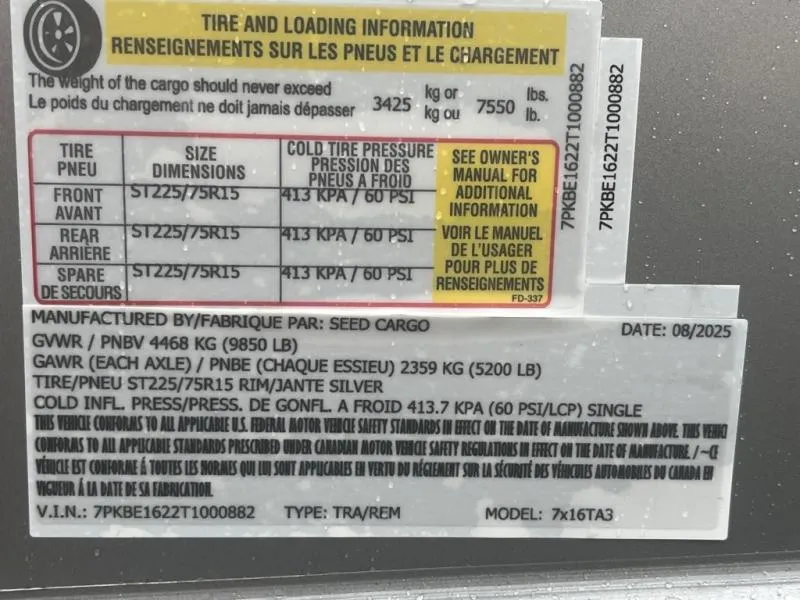 TIRE AND LOADING INFORMATION
RENSEIGNEMENTS SUR LES PNEUS ET LE CHARGEMENT
The weight of the cargo should never exceed
Le poids du chargement ne doit jamais dépasser
3425 kg or kg ou 7550 lbs. lb.
TIRE PNEU
SIZE DIMENSIONS
COLD TIRE PRESSURE PRESSION DES PNEUS A FROID
FRONT AVANT
ST225/75R15
413 KPA / 60 PSI
REAR ARRIÈRE
ST225/75R15
413 KPA / 60 PSI
SPARE DE SECOURS
ST225/75R15
413 KPA / 60 PSI
SEE OWNER'S
MANUAL FOR
ADDITIONAL
INFORMATION
VOIR LE MANUEL
DE L'USAGER
POUR PLUS DE
RENSEIGNEMENTS
FD-337
7PKBE1622T1000882
7PKBE1622T1000882
MANUFACTURED BY/FABRIQUE PAR: SEED CARGO
DATE: 08/2025
GVWR / PNBV 4468 KG (9850 LB)
GAWR (EACH AXLE) / PNBE (CHAQUE ESSIEU) 2359 KG (5200 LB)
TIRE/PNEU ST225/75R15 RIM/JANTE SILVER
COLD INFL. PRESS/PRESS. DE GONFL. A FROID 413.7 KPA (60 PSI/LCP) SINGLE
THIS VEHICLE CONFORMS TO ALL APPLICABLE U.S. FEDERAL MOTOR VEHICLE SAFETY STANDARDS IN EFFECT ON THE DATE OF MANUFACTURE SHOWN ABOVE. THIS VEHICL
CONFORMS TO ALL APPLICABLE STANDARDS PRESCRIBED UNDER CANADIAN MOTOR VEHICLE SAFETY REGULATIONS IN EFFECT ON THE DATE OF MANUFACTURE. / ~CE
VÉHICULE EST CONFORME À TOUTES LES NORMES QUI LUI SONT APPLICABLES EN VERTU DU RÈGLEMENT SUR LA SÉCURITÉ DES VÉHICULES AUTOMOBILES DU CANADA EN
VIGUEUR À LA DATE DE SA FABRICATION.
V.I.N.: 7PKBE1622T1000882 TYPE: TRA/REM MODEL: 7x16TA3